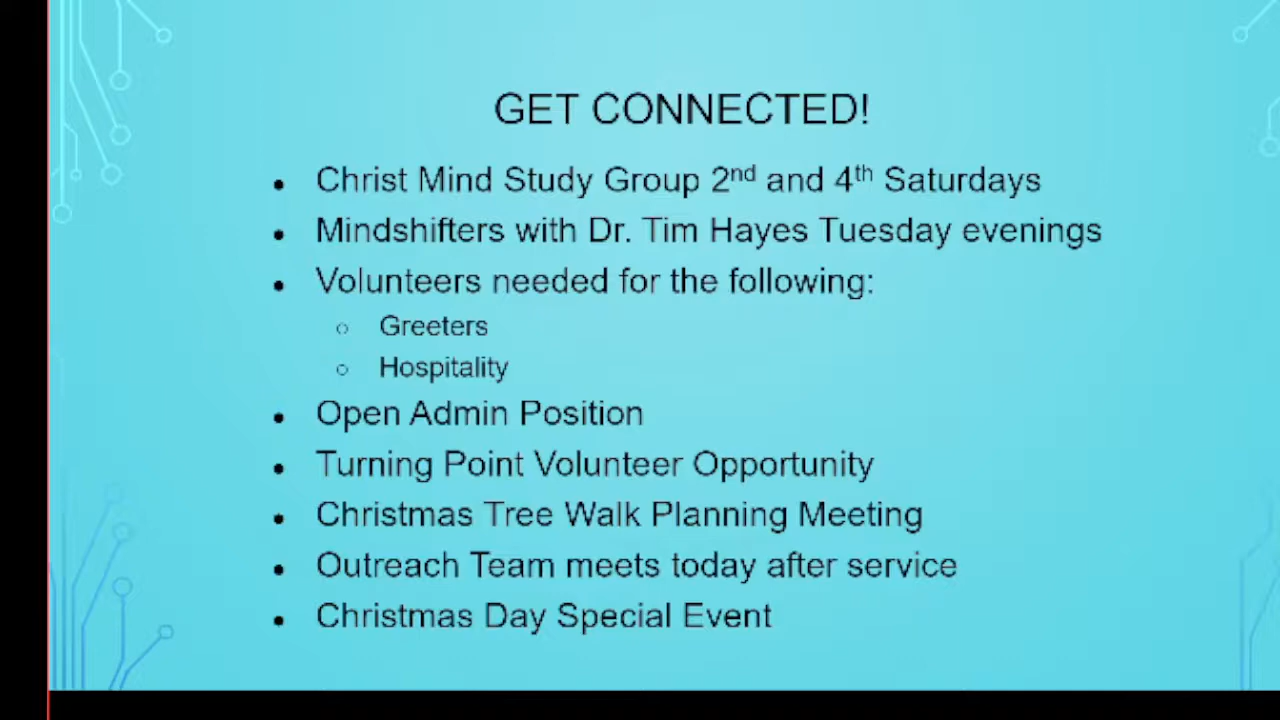 GET CONNECTED!
• Christ Mind Study Group 2nd and 4th Saturdays
• Mindshifters with Dr. Tim Hayes Tuesday evenings
• Volunteers needed for the following:
○ Greeters
○ Hospitality
• Open Admin Position
• Turning Point Volunteer Opportunity
• Christmas Tree Walk Planning Meeting
• Outreach Team meets today after service
• Christmas Day Special Event